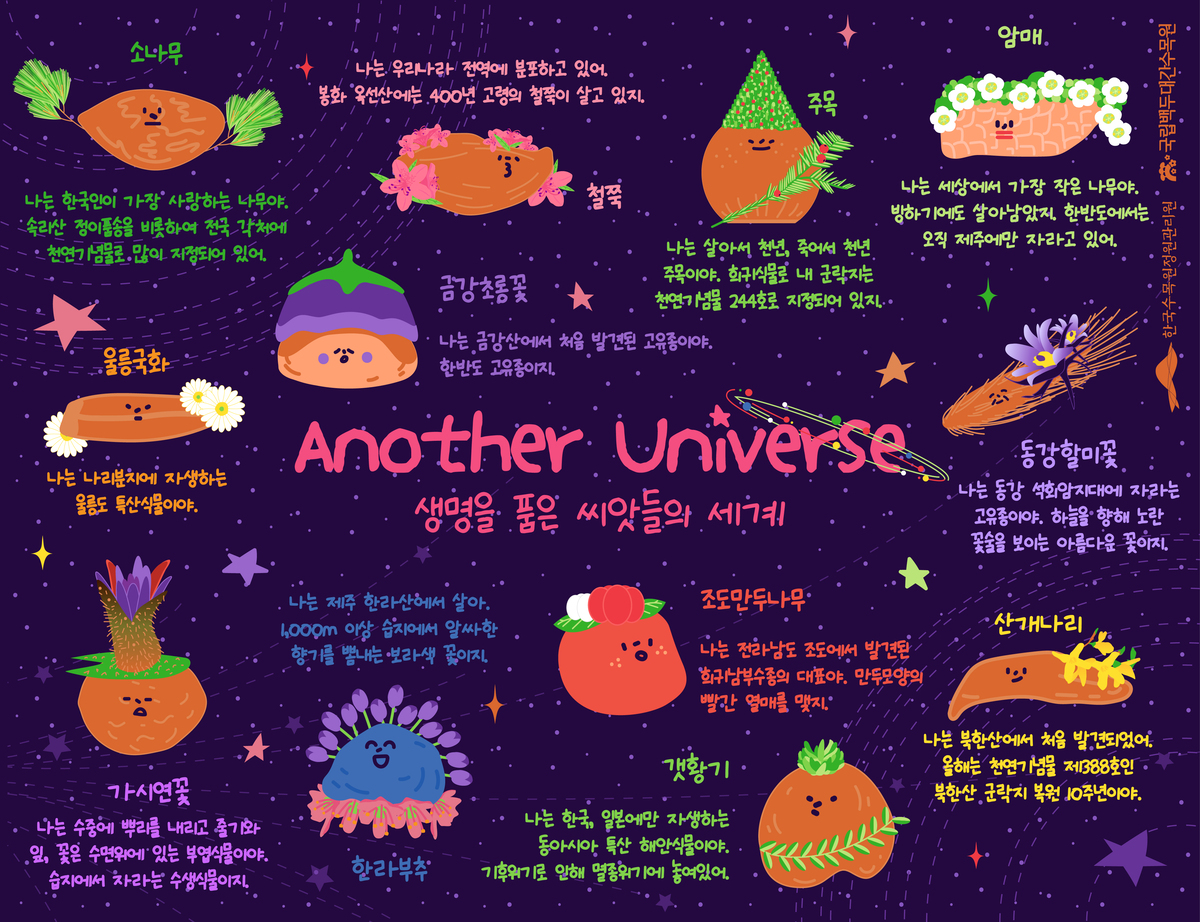 소나무
나는 한국인이 가장 사랑하는 나무야.
속리산 정이품송을 비롯하여 전국 각처에
천연기념물로 많이 지정되어 있어.
나는 우리나라 전역에 분포하고 있어.
봉화 옥선산에는 400년 고령의 철쭉이 살고 있지.
철쭉
주목
나는 살아서 천년, 죽어서 천년
주목이야. 희귀식물로 내 군락지는
천연기념물 244호로 지정되어 있지.
암매
나는 세상에서 가장 작은 나무야.
빙하기에도 살아남았지. 한반도에서는
오직 제주에만 자라고 있어.
국립백두대간수목원
한국수목원정원관리원
금강초롱꽃
나는 금강산에서 처음 발견된 고유종이야.
한반도 고유종이지.
울릉국화
나는 나리분지에 자생하는
울릉도 특산식물이야.
Another Universe
생명을 품은 씨앗들의 세계
동강할미꽃
나는 동강 석회암지대에 자라는
고유종이야. 하늘을 향해 노란
꽃술을 보이는 아름다운 꽃이지.
가시연꽃
나는 수중에 뿌리를 내리고 줄기와
잎, 꽃은 수면위에 있는 부엽식물이야.
습지에서 자라는 수생식물이지.
나는 제주 한라산에서 살아.
1,000m 이상 습지에서 알싸한
향기를 뽐내는 보라색 꽃이지.
한라부추
조도만두나무
나는 전라남도 조도에서 발견된
희귀남부수종의 대표야. 만두모양의
빨간 열매를 맺지.
갯황기
나는 한국, 일본에만 자생하는
동아시아 특산 해안식물이야.
기후위기로 인해 멸종위기에 놓여있어.
산개나리
나는 북한산에서 처음 발견되었어.
올해는 천연기념물 제388호인
북한산 군락지 복원 10주년이야.